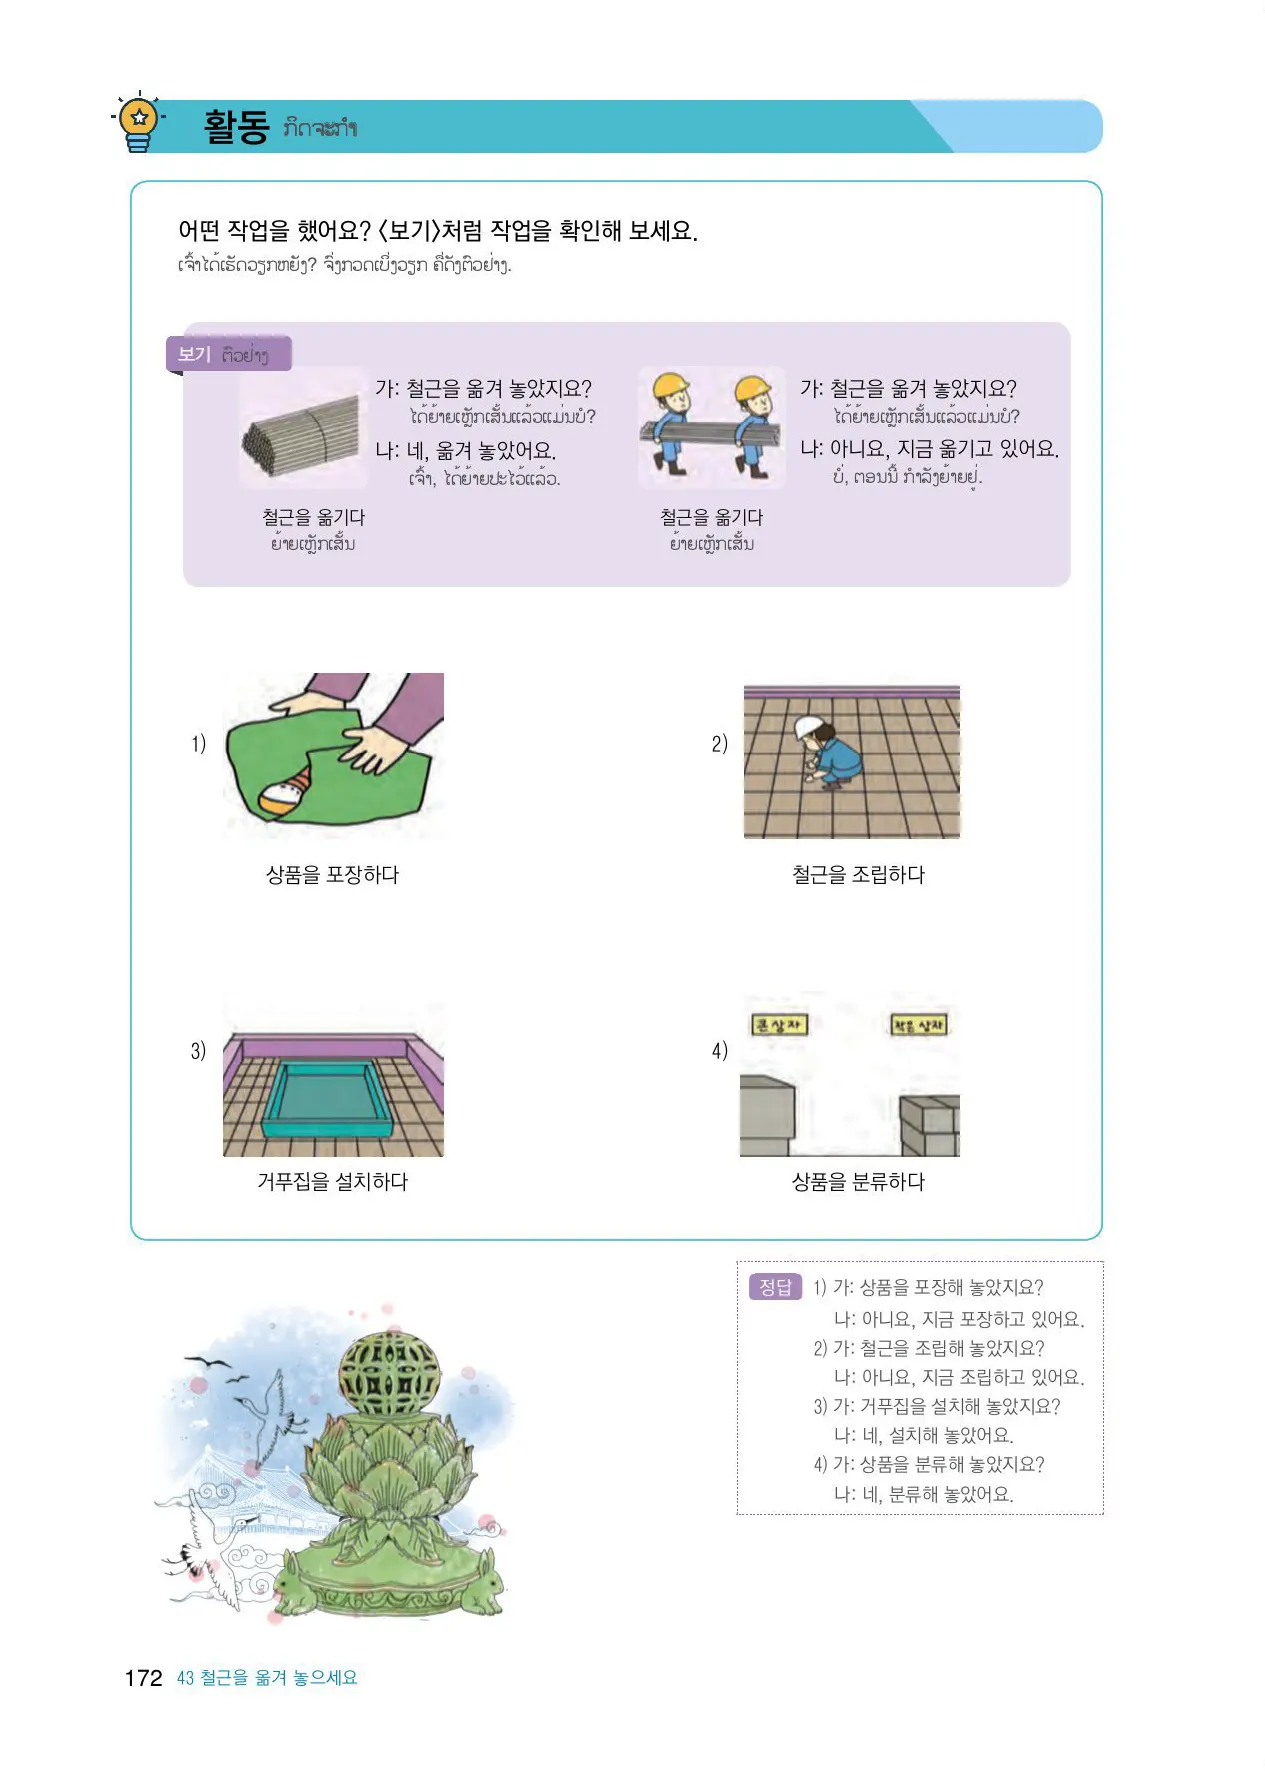 활동 ກິດຈະກຳ
어떤 작업을 했어요? 〈보기〉처럼 작업을 확인해 보세요.
ເຈົ້າໄດ້ເຮັດວຽກຫຍັງ? ຈົ່ງກວດເບິ່ງວຽກ ຄືດັ່ງຕົວຢ່າງ.
보기 ຕົວຢ່າງ
가: 철근을 옮겨 놓았지요?
ໄດ້ຍ້າຍເຫຼັກເສັ້ນແລ້ວແມ່ນບໍ?
나: 네, 옮겨 놓았어요.
ເຈົ້າ, ໄດ້ຍ້າຍປະໄວ້ແລ້ວ.
철근을 옮기다
ຍ້າຍເຫຼັກເສັ້ນ
가: 철근을 옮겨 놓았지요?
ໄດ້ຍ້າຍເຫຼັກເສັ້ນແລ້ວແມ່ນບໍ?
나: 아니요, 지금 옮기고 있어요.
ບໍ່, ຕອນນີ້ ກຳລັງຍ້າຍຢູ່.
철근을 옮기다
ຍ້າຍເຫຼັກເສັ້ນ
1)
상품을 포장하다
2)
철근을 조립하다
3)
거푸집을 설치하다
4)
큰 상자
작은 상자
상품을 분류하다
정답 1) 가: 상품을 포장해 놓았지요?
나: 아니요, 지금 포장하고 있어요.
2) 가: 철근을 조립해 놓았지요?
나: 아니요, 지금 조립하고 있어요.
3) 가: 거푸집을 설치해 놓았지요?
나: 네, 설치해 놓았어요.
4) 가: 상품을 분류해 놓았지요?
나: 네, 분류해 놓았어요.
172 43 철근을 옮겨 놓으세요